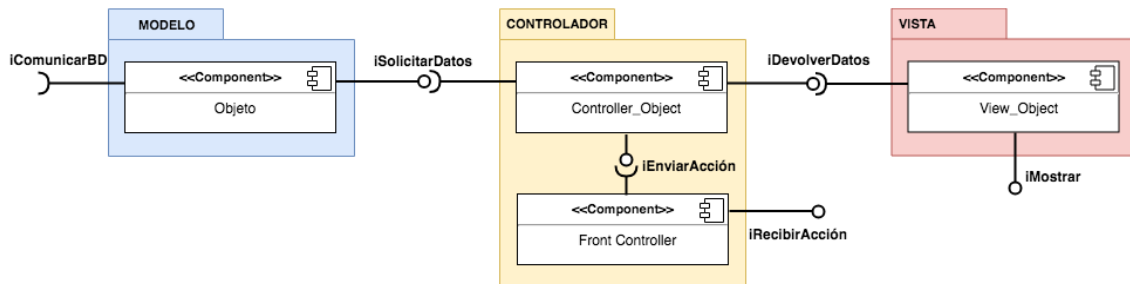 MODELO
CONTROLADOR
VISTA
iComunicarBD
iSolicitarDatos
iDevolverDatos
<<Component>>
Objeto
<<Component>>
Controller_Object
<<Component>>
View_Object
iEnviarAcción
iMostrar
<<Component>>
Front Controller
iRecibirAcción